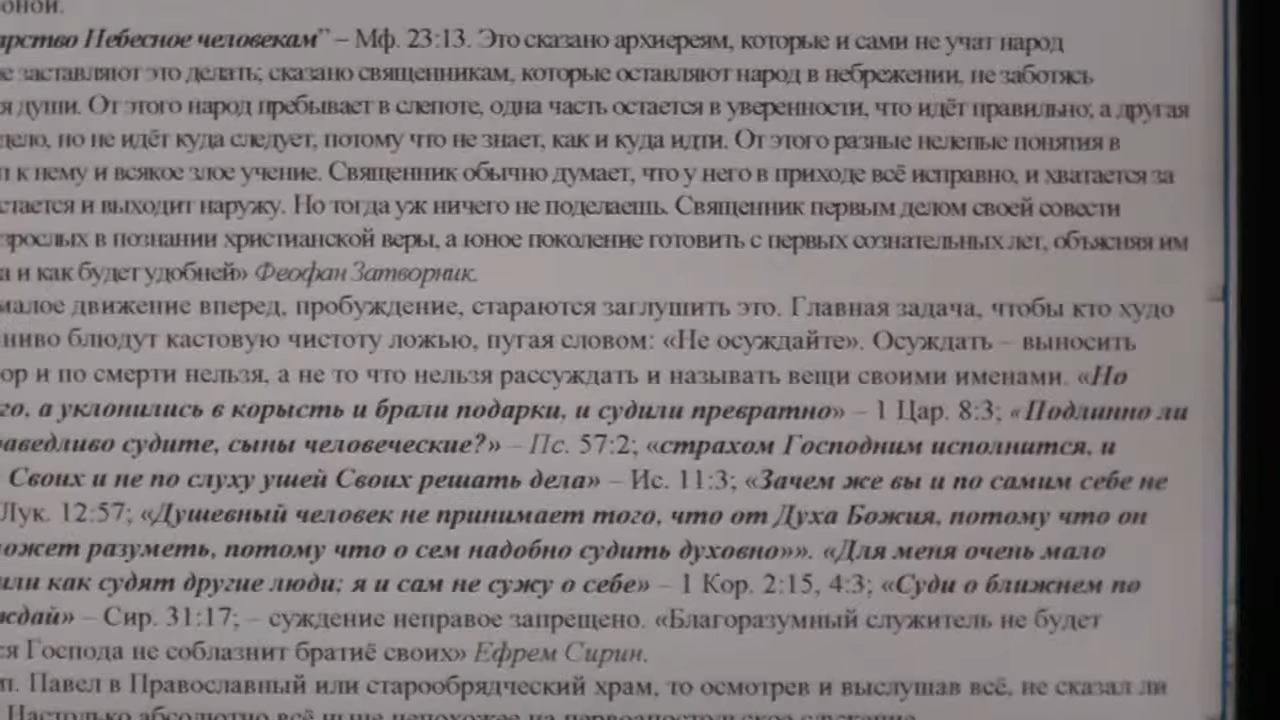 оной.
арство Небесное человекам” – Мф. 23:13. Это сказано архиереям, которые и сами не учат народ
е заставляют это делать; сказано священникам, которые оставляют народ в небрежении, не заботясь
я души. От этого народ пребывает в слепоте, одна часть остается в уверенности, что идёт правильно; а другая
дело, но не идёт куда следует, потому что не знает, как и куда идти. От этого разные нелепые понятия в
п к нему и всякое злое учение. Священник обычно думает, что у него в приходе всё исправно, и хватается за
стается и выходит наружу. Но тогда уж ничего не поделаешь. Священник первым делом своей совести
зрослых в познании христианской веры, а юное поколение готовить с первых сознательных лет, объясняя им
а и как будет удобней» Феофан Затворник.
малое движение вперед, пробуждение, стараются заглушить это. Главная задача, чтобы кто худо
ниво блюдут кастовую чистоту ложью, пугая словом: «Не осуждайте». Осуждать – выносить
ор и по смерти нельзя, а не то что нельзя рассуждать и называть вещи своими именами. «Но
го, а уклонились в корысть и брали подарки, и судили превратно» – 1 Цар. 8:3; «Подлинно ли
раведливо судите, сыны человеческие?» – Пс. 57:2; «страхом Господним исполнится, и
Своих и не по слуху ушей Своих решать дела» – Ис. 11:3; «Зачем же вы и по самим себе не
Лук. 12:57; «Душевный человек не принимает того, что от Духа Божия, потому что он
ожет разуметь, потому что о сем надобно судить духовно»». «Для меня очень мало
или как судят другие люди; я и сам не сужу о себе» – 1 Кор. 2:15, 4:3; «Суди о ближнем по
ждай» – Сир. 31:17; – суждение неправое запрещено. «Благоразумный служитель не будет
ся Господа не соблазнит братиё своих» Ефрем Сирин.
п. Павел в Православный или старообрядческий храм, то осмотрев и выслушав всё, не сказал ли
Настолько абсолютно всё ныне непохожее на первоапостольское служение